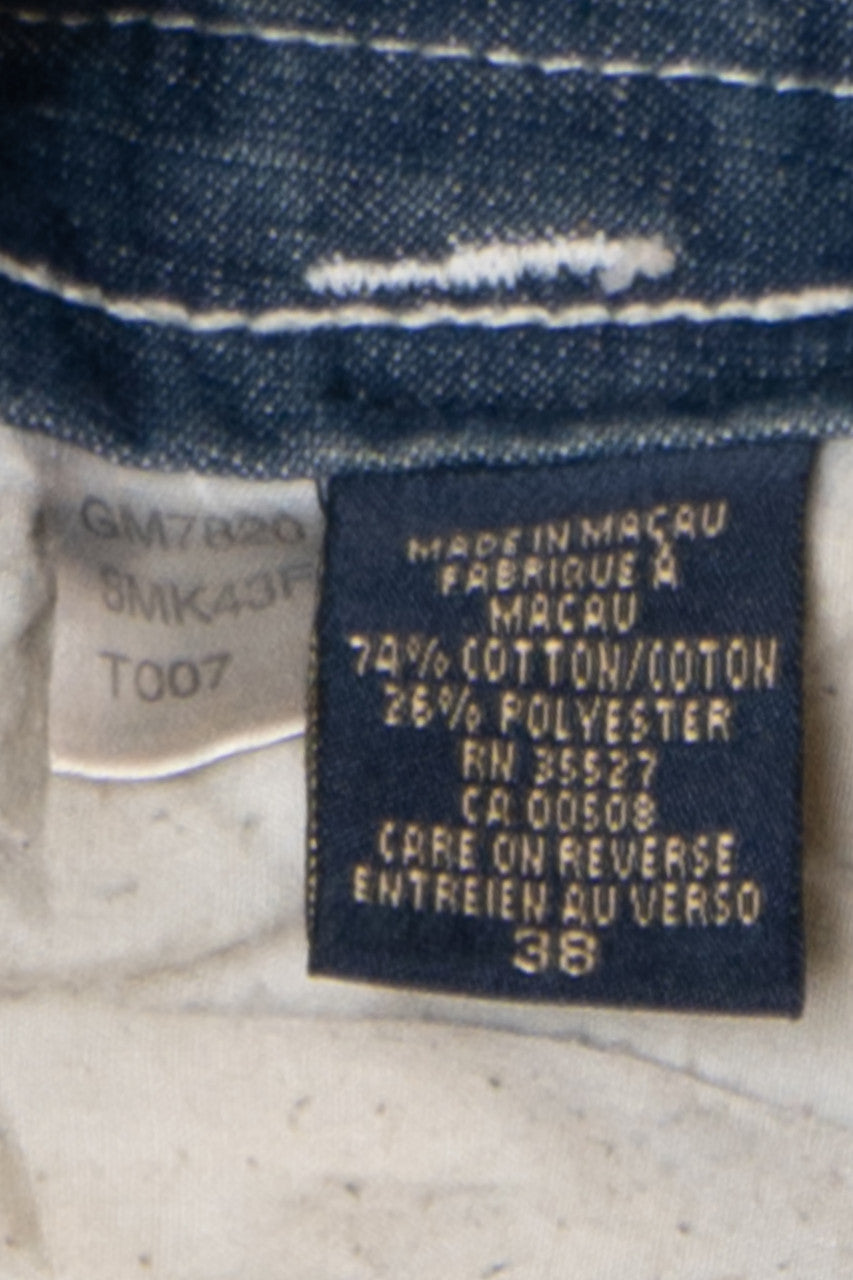 GM7820
SMK43F
T007
MADE IN MAÇAU
FABRIQUE À
MACAU
74% COTTON/COTON
26% POLYESTER
RN 35527
CA 00508
CARE ON REVERSE
ENTREIEN AU VERSO
38